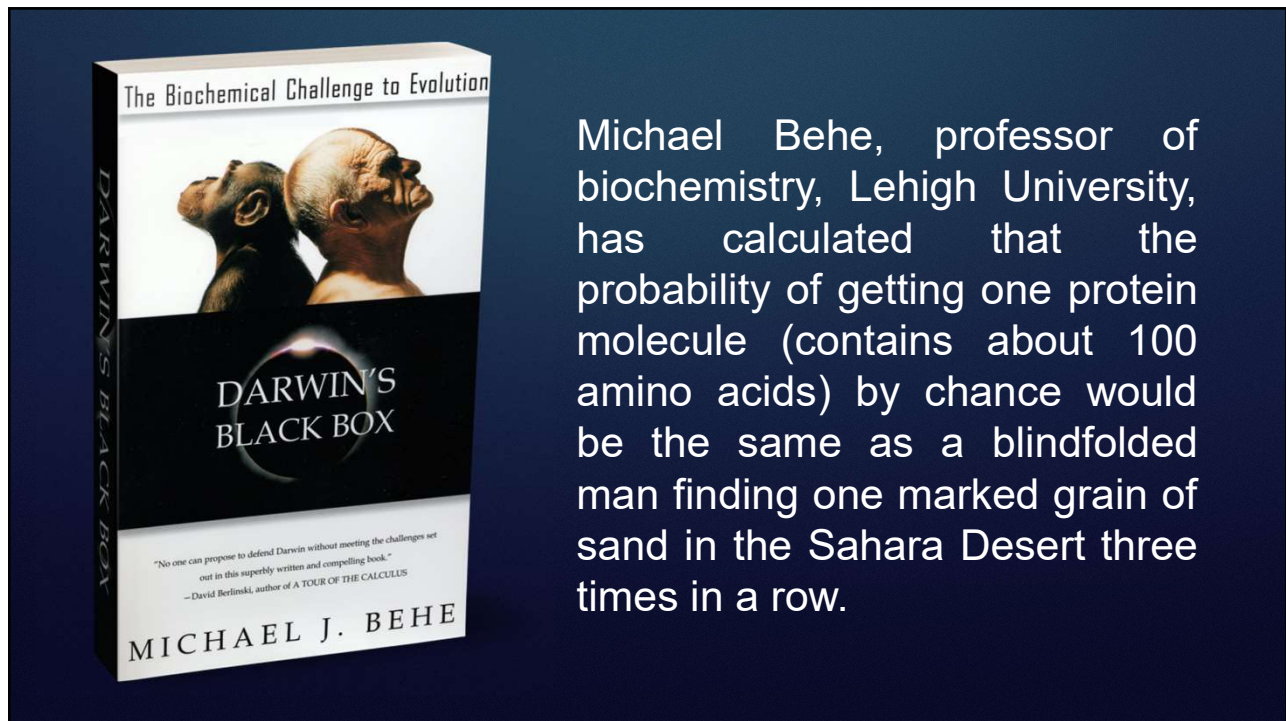 The Biochemical Challenge to Evolution
DARWIN'S BLACK BOX
DARWIN'S
BLACK BOX
"No one can propose to defend Darwin without meeting the challenges set
out in this superbly written and compelling book."
—David Berlinski, author of A TOUR OF THE CALCULUS
MICHAEL J. BEHE
Michael Behe, professor of
biochemistry, Lehigh University,
has calculated that the
probability of getting one protein
molecule (contains about 100
amino acids) by chance would
be the same as a blindfolded
man finding one marked grain of
sand in the Sahara Desert three
times in a row.